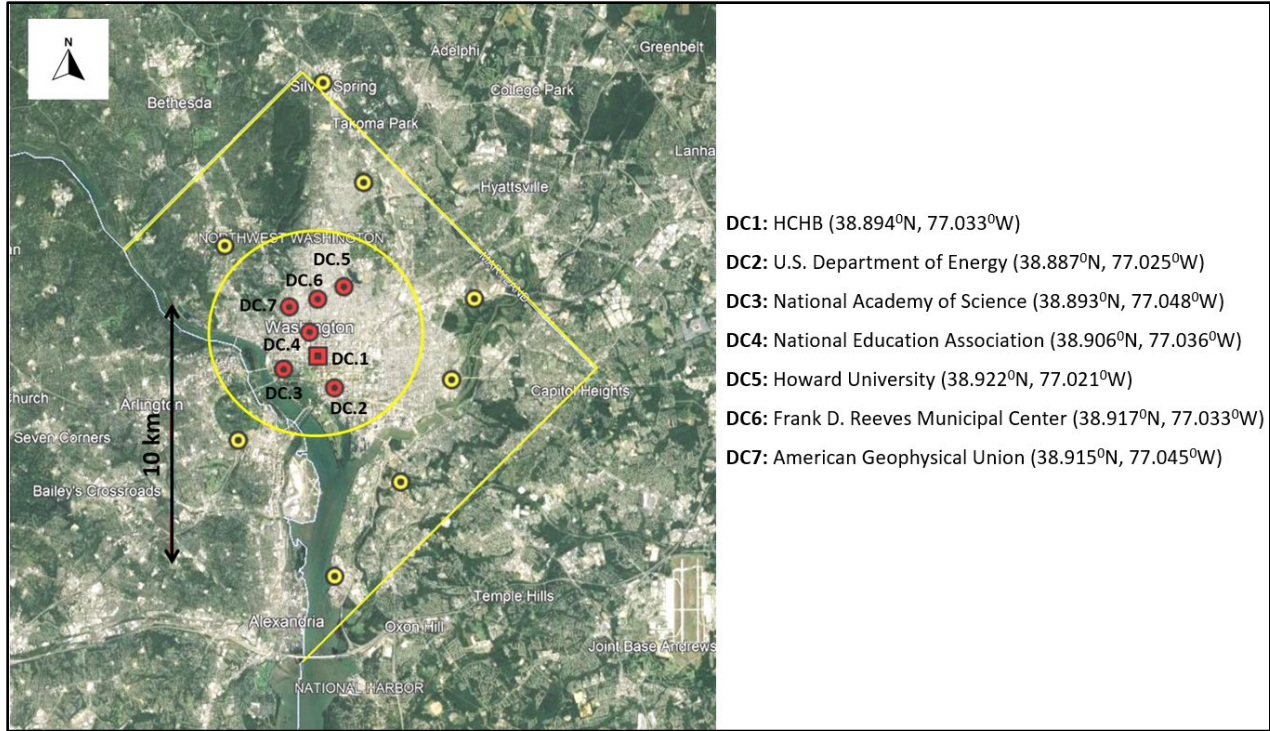 N
Adelphi
Greenbelt
Silver Spring
Bethesda
College Park
Takoma Park
Lanha
Hyattsville
NORTHWEST WASHINGTON
an
DC.5
MARYLAND
DC.6
DC.7
Washington
DC.4
DC.1
DC.3
DC.2
Capitol Heights
Church
Arlington
Seven Corners
10 km
Bailey's Crossroads
Temple Hills
Alexandria
Oxon Hill
Joint Base Andrews
NATIONAL HARBOR
DC1: HCHB (38.894⁰N, 77.033⁰W)
DC2: U.S. Department of Energy (38.887⁰N, 77.025⁰W)
DC3: National Academy of Science (38.893⁰N, 77.048⁰W)
DC4: National Education Association (38.906⁰N, 77.036⁰W)
DC5: Howard University (38.922⁰N, 77.021⁰W)
DC6: Frank D. Reeves Municipal Center (38.917⁰N, 77.033⁰W)
DC7: American Geophysical Union (38.915⁰N, 77.045⁰W)